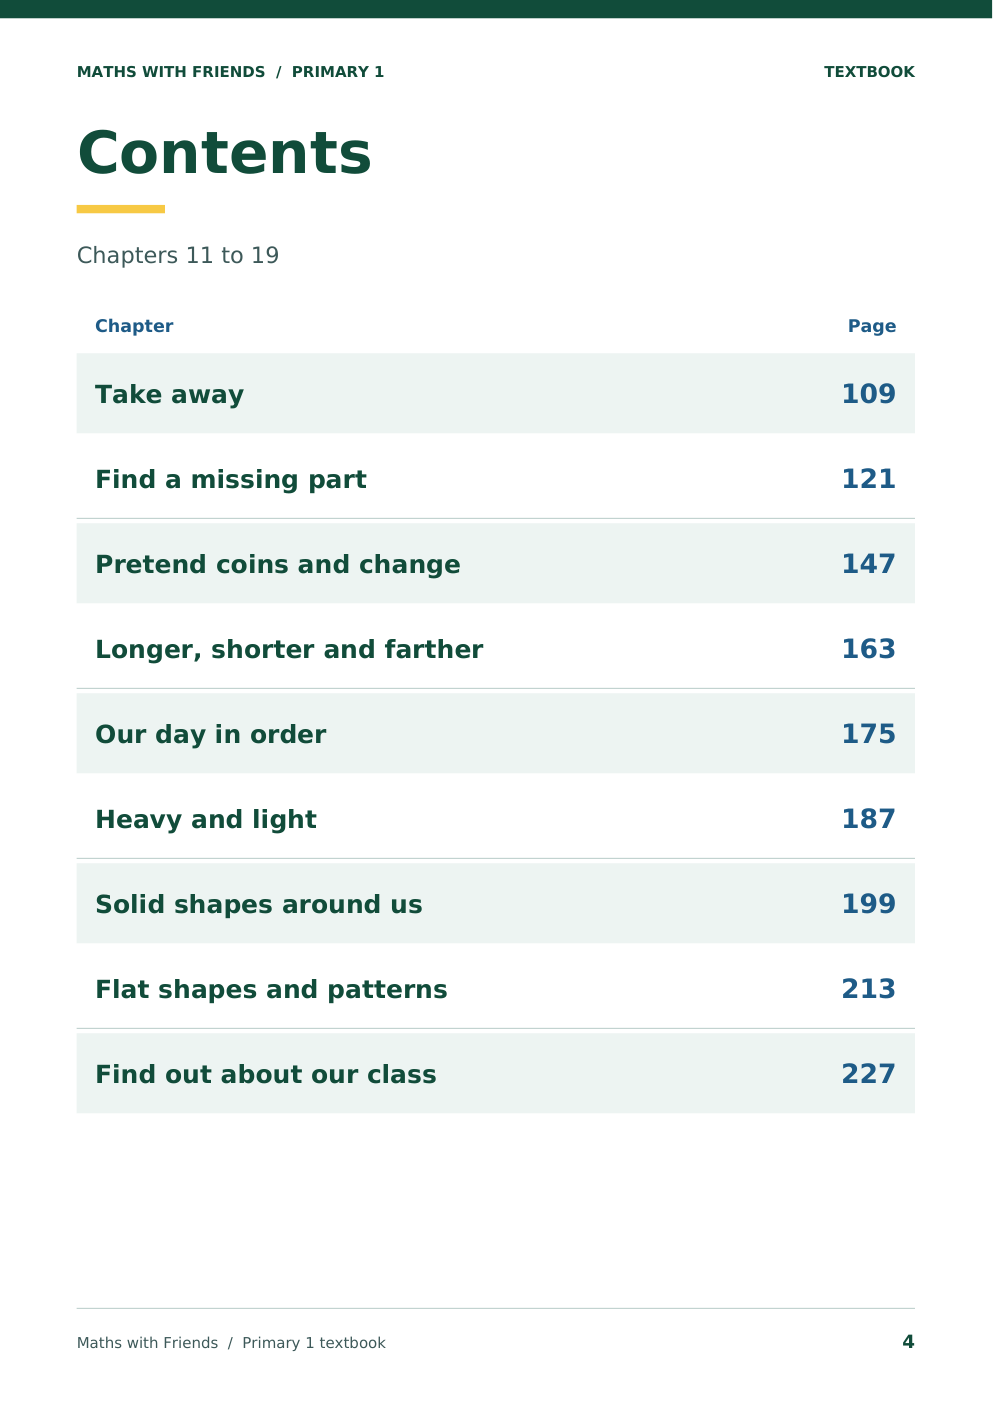 MATHS WITH FRIENDS / PRIMARY 1 TEXTBOOK
Contents
Chapters 11 to 19
Chapter Page
Take away 109
Find a missing part 121
Pretend coins and change 147
Longer, shorter and farther 163
Our day in order 175
Heavy and light 187
Solid shapes around us 199
Flat shapes and patterns 213
Find out about our class 227
Maths with Friends / Primary 1 textbook 4